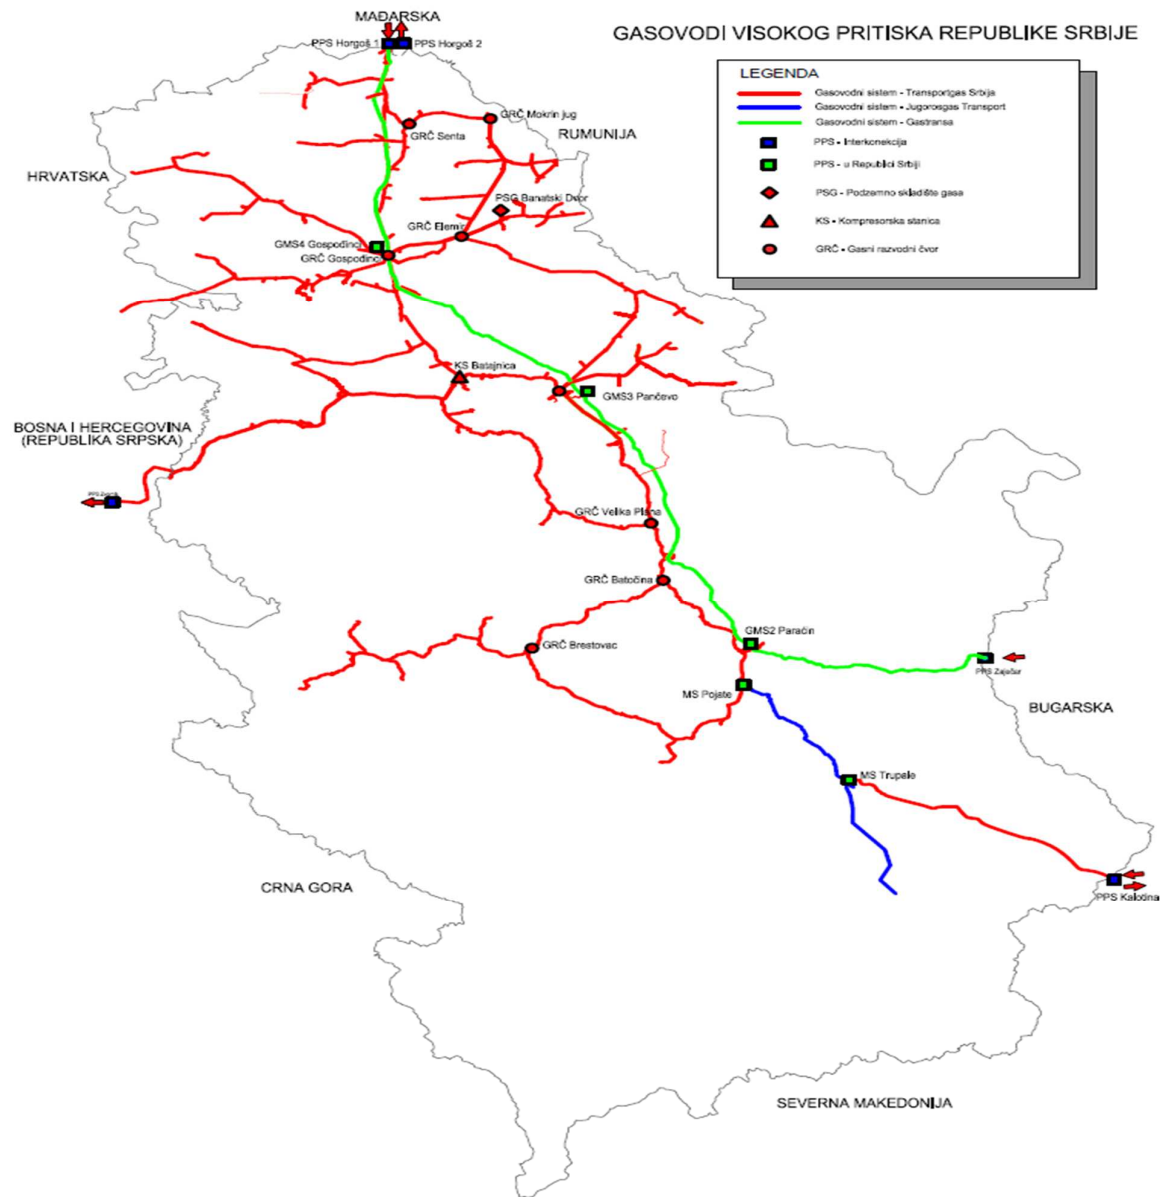 MAĐARSKA
GASOVODI VISOKOG PRITISKA REPUBLIKE SRBIJE
PPS Horgoš 1
PPS Horgoš 2
LEGENDA
Gasovodni sistem - Transportgas Srbija
Gasovodni sistem - Jugorosgas Transport
Gasovodni sistem - Gastransa
PPS - Interkonekcija
PPS - u Republici Srbiji
PSG - Podzemno skladište gasa
KS - Kompresorska stanica
GRČ - Gasni razvodni čvor
GRČ Mokrin jug
GRČ Senta
RUMUNIJA
HRVATSKA
PSG Banatski Dvor
GRČ Elemir
GMS4 Gospođinci
GRČ Gospođinci
KS Batajnica
GMS3 Pančevo
BOSNA I HERCEGOVINA
(REPUBLIKA SRPSKA)
GRČ Velika Plana
GRČ Batočina
GMS2 Paraćin
GRČ Brestovac
PPS Zaječar
MS Pojate
BUGARSKA
MS Trupale
CRNA GORA
PPS Kalotina
SEVERNA MAKEDONIJA